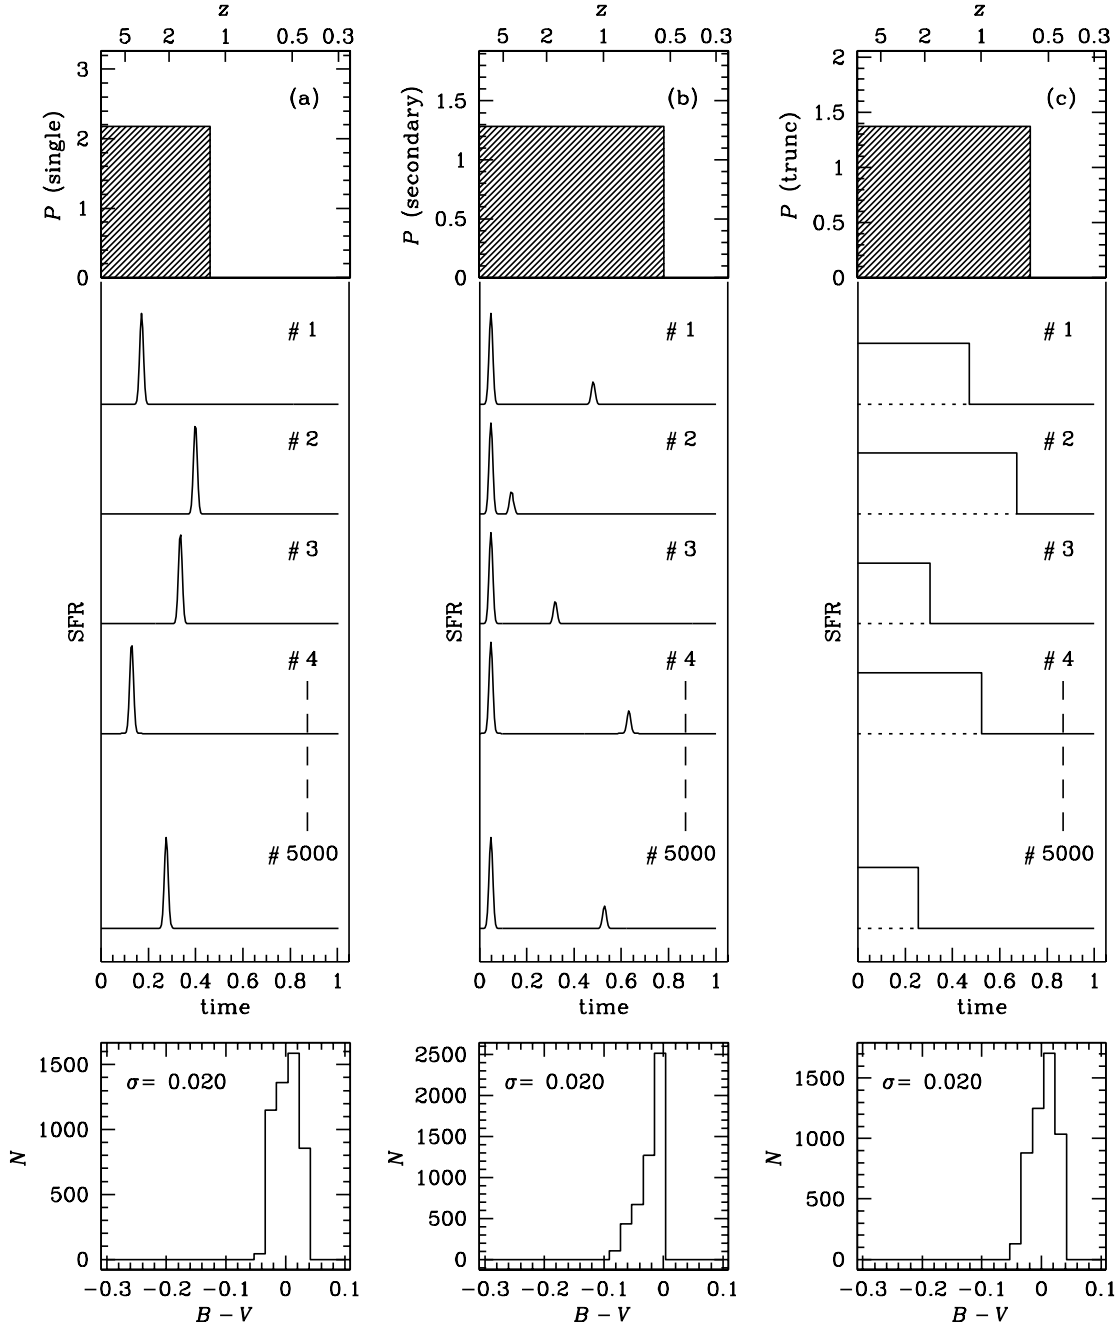 z z z
5 2 1 0.5 0.3 5 2 1 0.5 0.3 5 2 1 0.5 0.3
(a) (b) (c)
P (single)
3
2
1
0
P (secondary)
1.5
1
0.5
0
P (trunc)
2
1.5
1
0.5
0
SFR
# 1
# 2
# 3
# 4
# 5000
SFR
# 1
# 2
# 3
# 4
# 5000
SFR
# 1
# 2
# 3
# 4
# 5000
0 0.2 0.4 0.6 0.8 1 0 0.2 0.4 0.6 0.8 1 0 0.2 0.4 0.6 0.8 1
time time time
N
1500
1000
500
0
σ= 0.020
N
2500
2000
1500
1000
500
0
σ= 0.020
N
1500
1000
500
0
σ= 0.020
−0.3 −0.2 −0.1 0 0.1 −0.3 −0.2 −0.1 0 0.1 −0.3 −0.2 −0.1 0 0.1
B − V B − V B − V